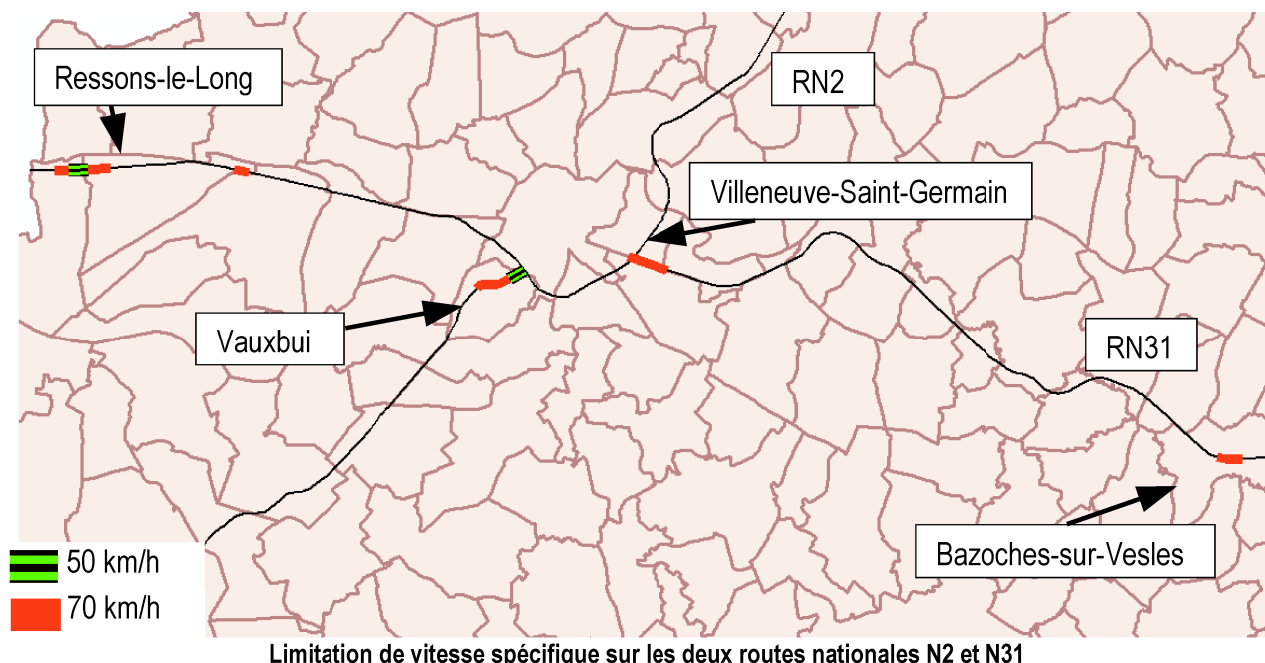 Ressons-le-Long
RN2
Villeneuve-Saint-Germain
Vauxbui
RN31
Bazoches-sur-Vesles
50 km/h
70 km/h
Limitation de vitesse spécifique sur les deux routes nationales N2 et N31